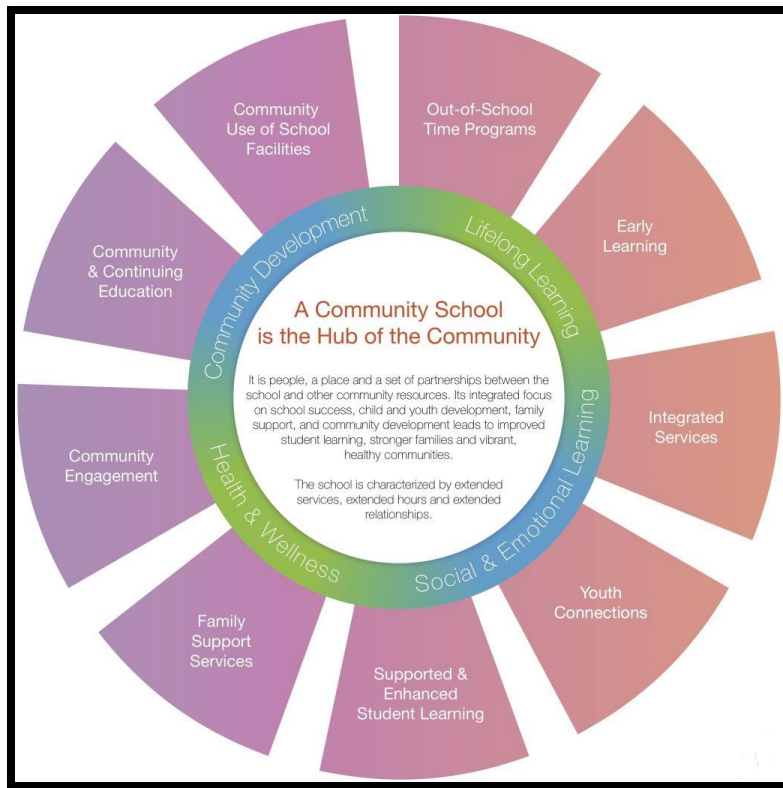 A Community School
is the Hub of the Community
It is people, a place and a set of partnerships between the
school and other community resources. Its integrated focus
on school success, child and youth development, family
support, and community development leads to improved
student learning, stronger families and vibrant,
healthy communities.
The school is characterized by extended
services, extended hours and extended
relationships.
Community Development
Lifelong Learning
Social & Emotional Learning
Health & Wellness
Out-of-School
Time Programs
Early
Learning
Integrated
Services
Youth
Connections
Supported &
Enhanced
Student Learning
Family
Support
Services
Community
Engagement
Community
& Continuing
Education
Community
Use of School
Facilities